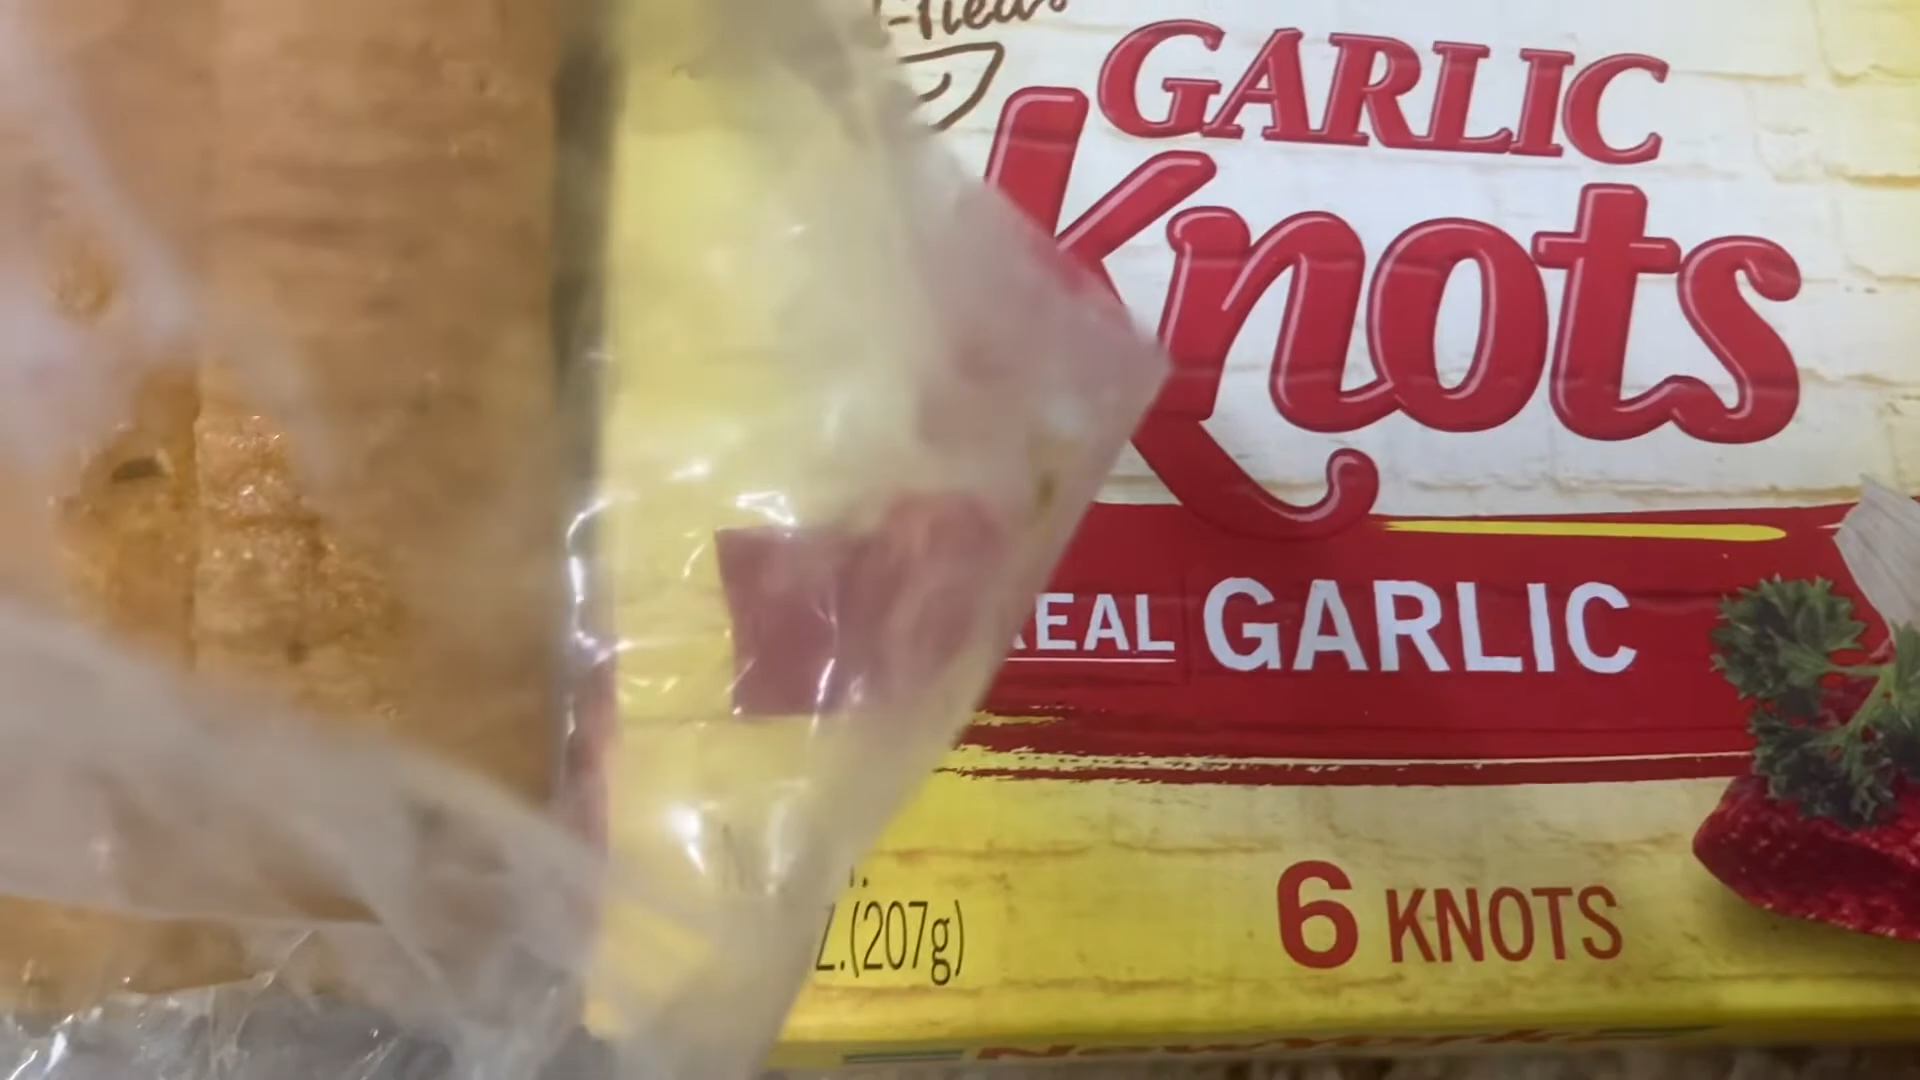 GARLIC
Knots
GARLIC
6 KNOTS
(207g)